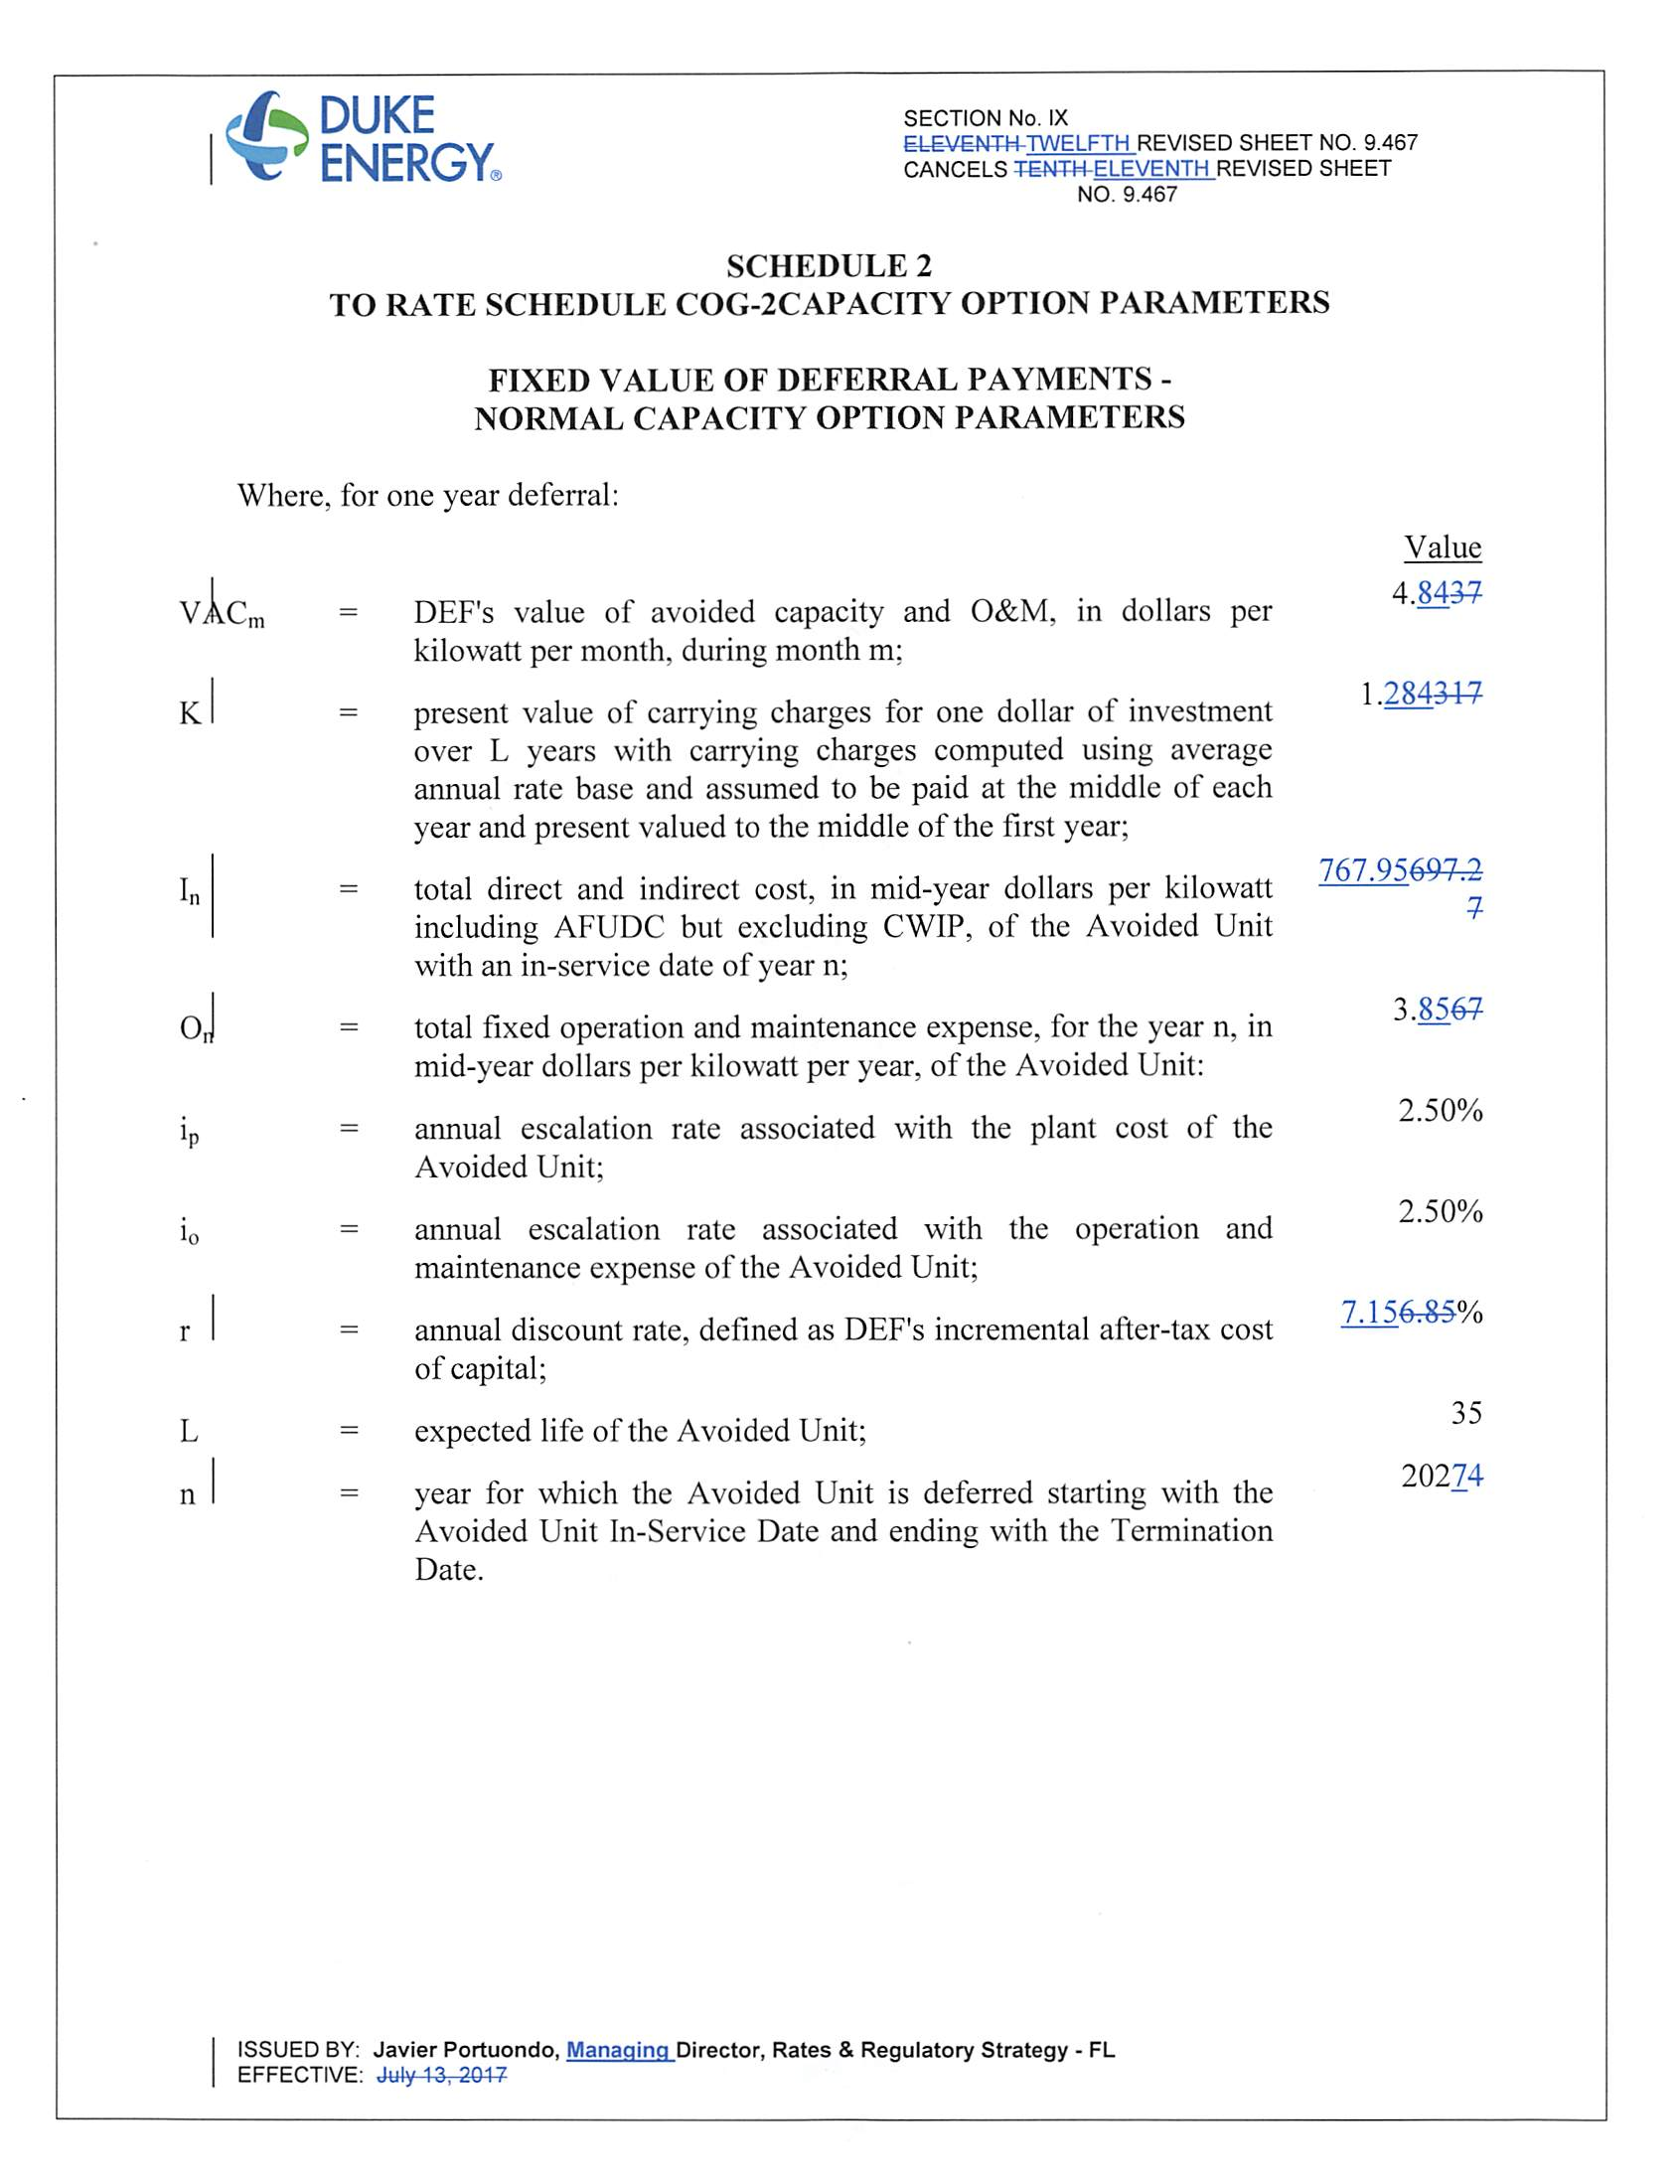 DUKE
ENERGY®
SECTION No. IX
ELEVENTH TWELFTH REVISED SHEET NO. 9.467
CANCELS TENTH ELEVENTH REVISED SHEET
NO. 9.467
SCHEDULE 2
TO RATE SCHEDULE COG-2CAPACITY OPTION PARAMETERS
FIXED VALUE OF DEFERRAL PAYMENTS -
NORMAL CAPACITY OPTION PARAMETERS
Where, for one year deferral:
Value
VACm = DEF's value of avoided capacity and O&M, in dollars per 4.8437
kilowatt per month, during month m;
K = present value of carrying charges for one dollar of investment 1.284317
over L years with carrying charges computed using average
annual rate base and assumed to be paid at the middle of each
year and present valued to the middle of the first year;
In = total direct and indirect cost, in mid-year dollars per kilowatt 767.95697.2
including AFUDC but excluding CWIP, of the Avoided Unit 7
with an in-service date of year n;
On = total fixed operation and maintenance expense, for the year n, in 3.8567
mid-year dollars per kilowatt per year, of the Avoided Unit:
ip = annual escalation rate associated with the plant cost of the 2.50%
Avoided Unit;
io = annual escalation rate associated with the operation and 2.50%
maintenance expense of the Avoided Unit;
r = annual discount rate, defined as DEF's incremental after-tax cost 7.156.85%
of capital;
L = expected life of the Avoided Unit; 35
n = year for which the Avoided Unit is deferred starting with the 20274
Avoided Unit In-Service Date and ending with the Termination
Date.
ISSUED BY: Javier Portuondo, Managing Director, Rates & Regulatory Strategy - FL
EFFECTIVE: July 13, 2017